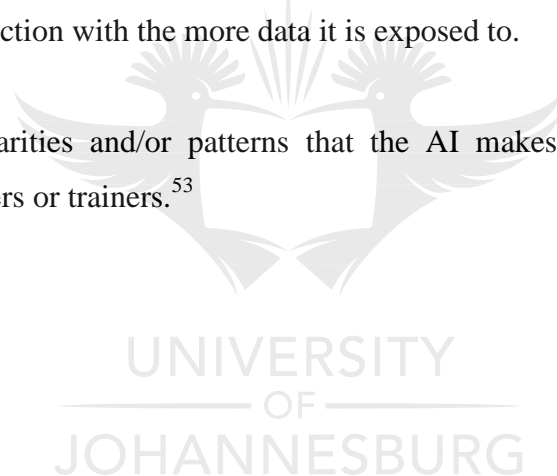 ction with the more data it is exposed to.
arities and/or patterns that the AI makes
ers or trainers.53
UNIVERSITY
OF
JOHANNESBURG